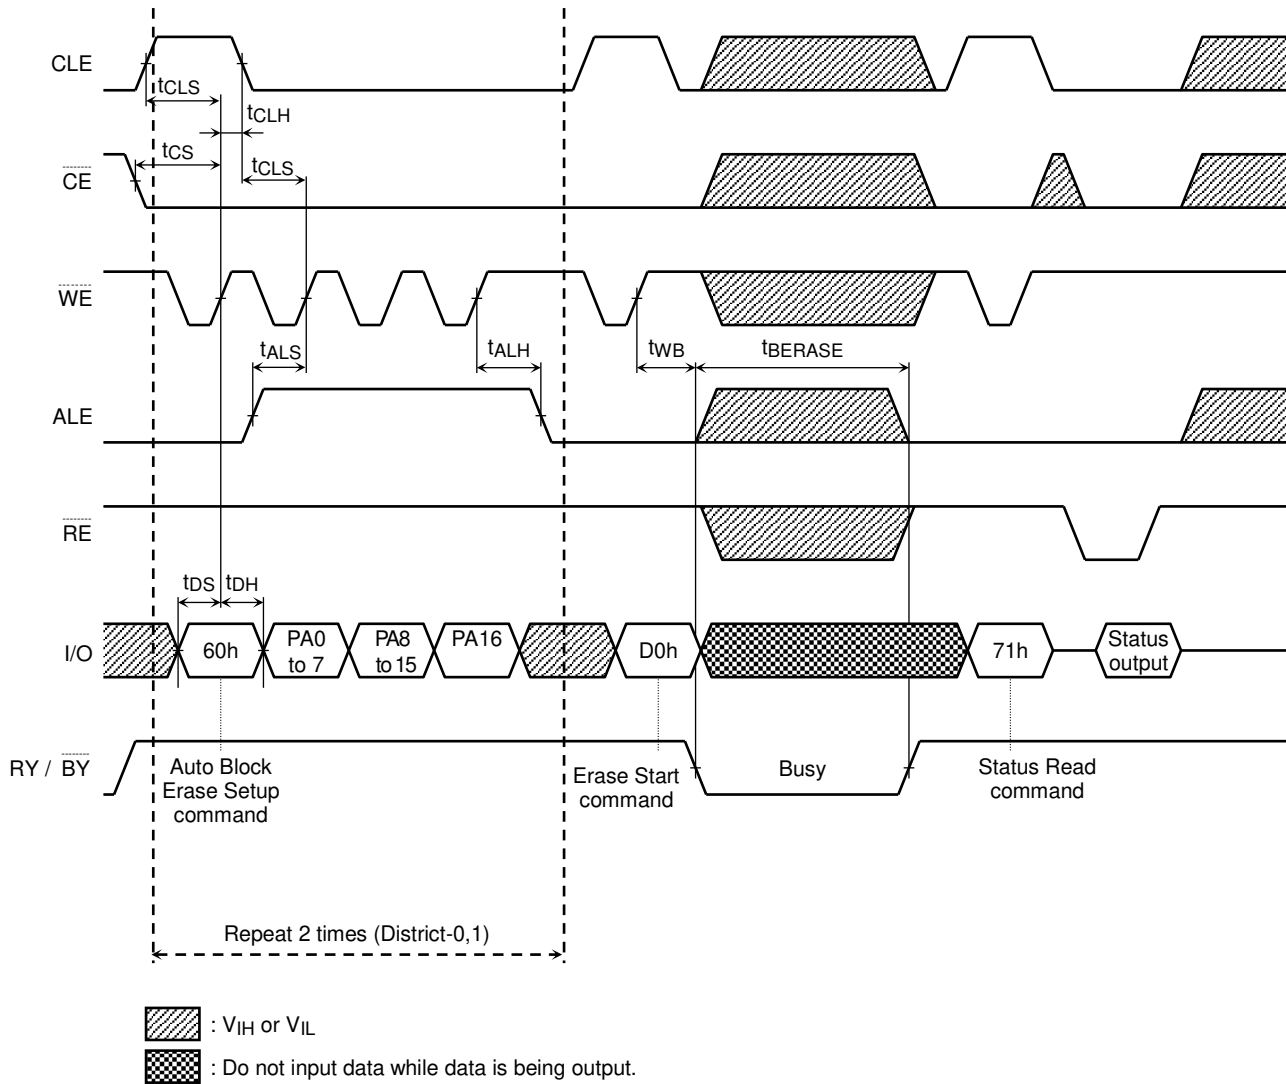 CLE
tCLS
tCLH
tCS
tCLS
CE
WE
tALS
tALH
tWB
tBERASE
ALE
RE
tDS
tDH
I/O
60h
PA0
to 7
PA8
to 15
PA16
D0h
71h
Status
output
RY / BY
Auto Block
Erase Setup
command
Erase Start
command
Busy
Status Read
command
Repeat 2 times (District-0,1)
: VIH or VIL
: Do not input data while data is being output.